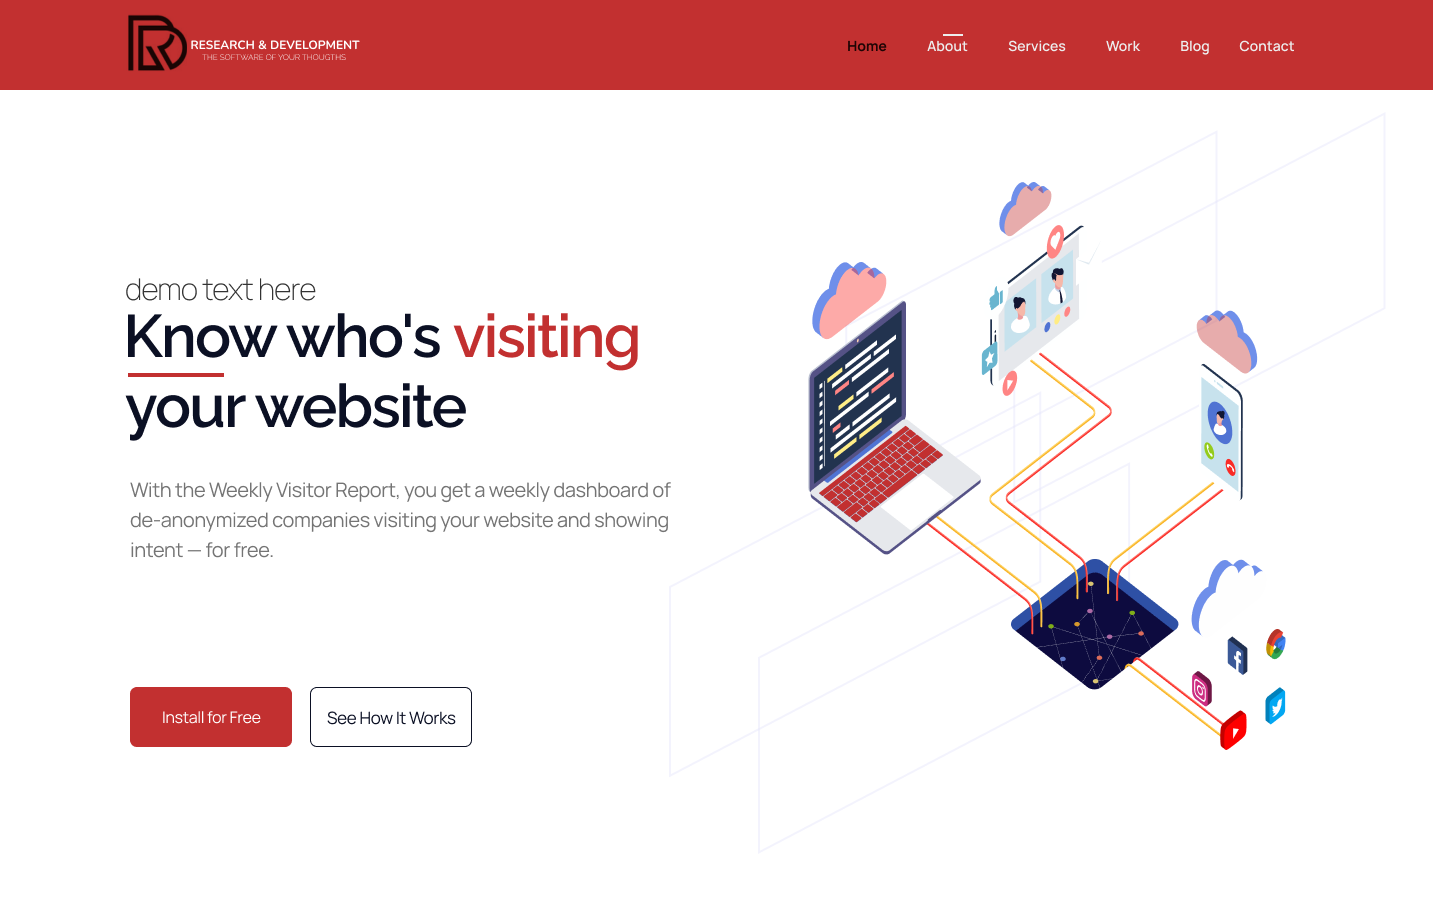 RESEARCH & DEVELOPMENT
THE SOFTWARE OF YOUR THOUGTHS
Home About Services Work Blog Contact
demo text here
Know who's visiting
your website
With the Weekly Visitor Report, you get a weekly dashboard of
de-anonymized companies visiting your website and showing
intent — for free.
Install for Free
See How It Works